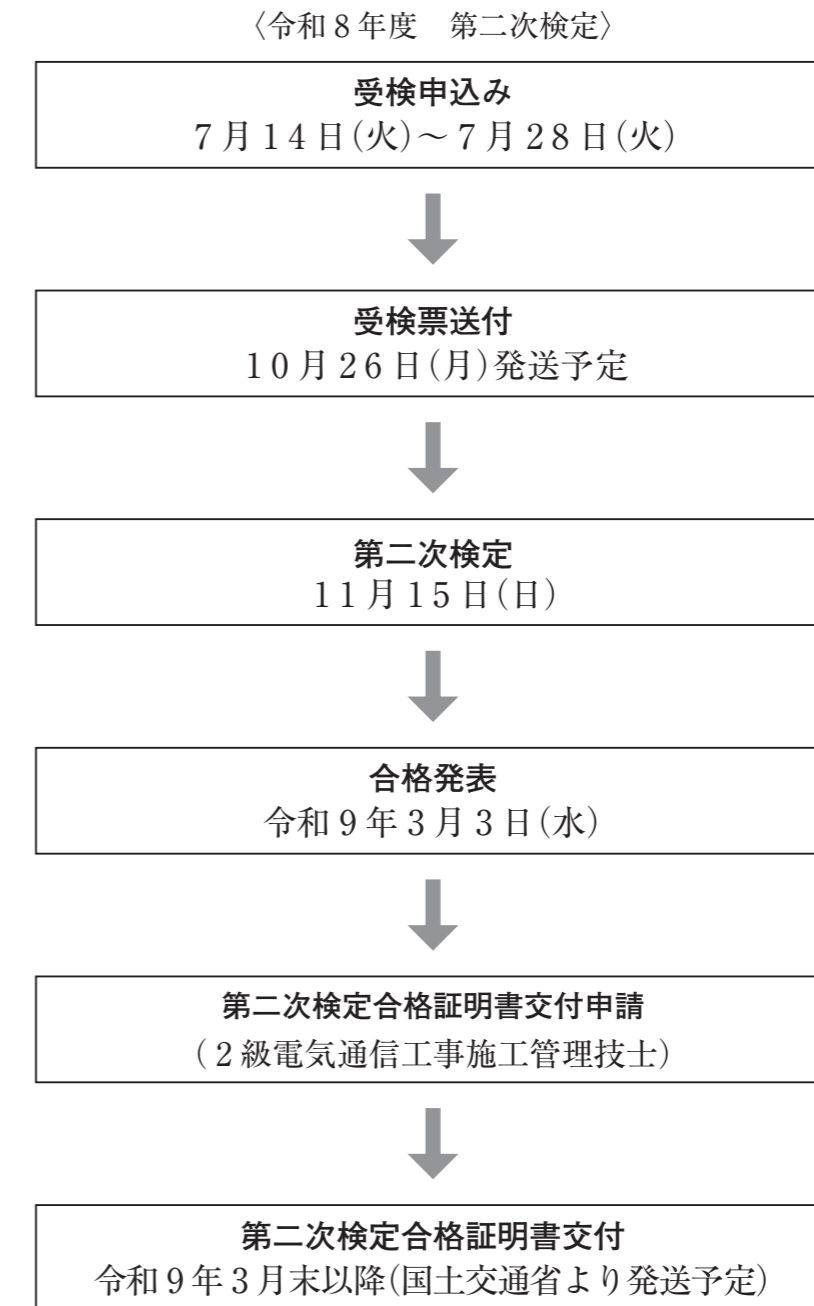 〈令和８年度　第二次検定〉
受検申込み
７月１４日(火)～７月２８日(火)
受検票送付
１０月２６日(月)発送予定
第二次検定
１１月１５日(日)
合格発表
令和９年３月３日(水)
第二次検定合格証明書交付申請
(２級電気通信工事施工管理技士)
第二次検定合格証明書交付
令和９年３月末以降(国土交通省より発送予定)